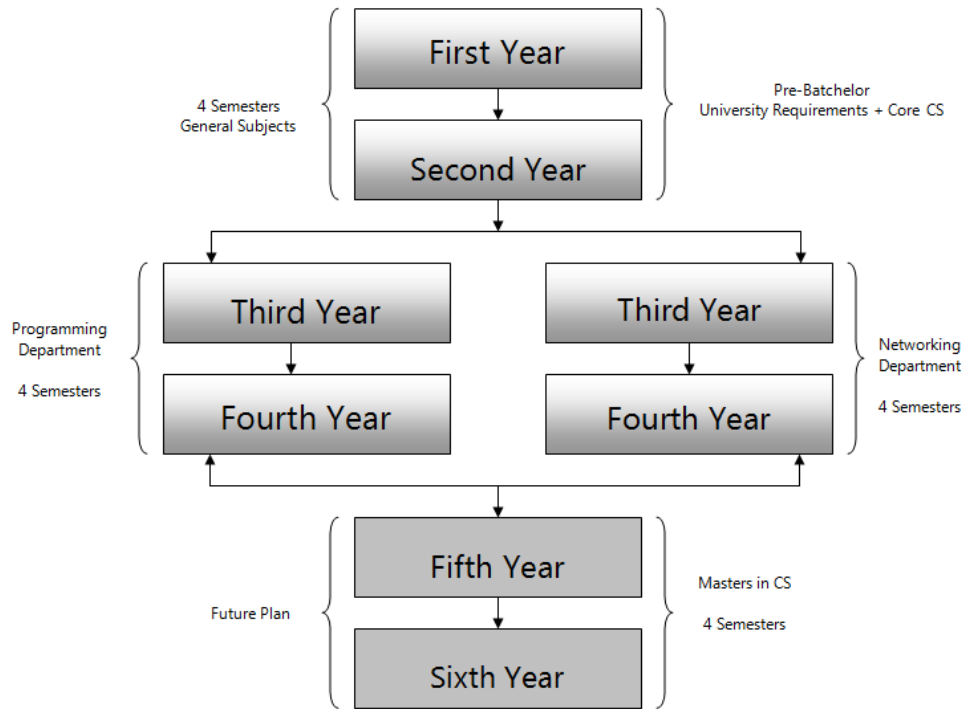 First Year
4 Semesters
General Subjects
Pre-Batchelor
University Requirements + Core CS
Second Year
Programming
Department
4 Semesters
Third Year
Fourth Year
Third Year
Fourth Year
Networking
Department
4 Semesters
Future Plan
Fifth Year
Sixth Year
Masters in CS
4 Semesters